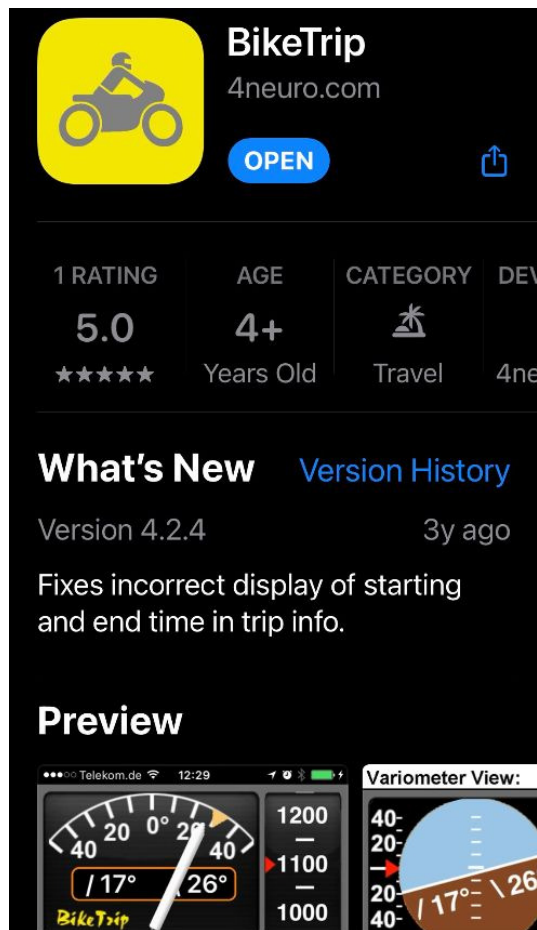 BikeTrip
4neuro.com
OPEN
1 RATING
AGE
CATEGORY
DEV
5.0
4+
★★★★★
Years Old
Travel
4ne
What's New
Version History
Version 4.2.4
3y ago
Fixes incorrect display of starting
and end time in trip info.
Preview
Telekom.de
12:29
40 20 0° 20 40
/ 17° \ 26°
BikeTrip
1200
1100
1000
Variometer View:
40
20
20
40
/ 17° \ 26